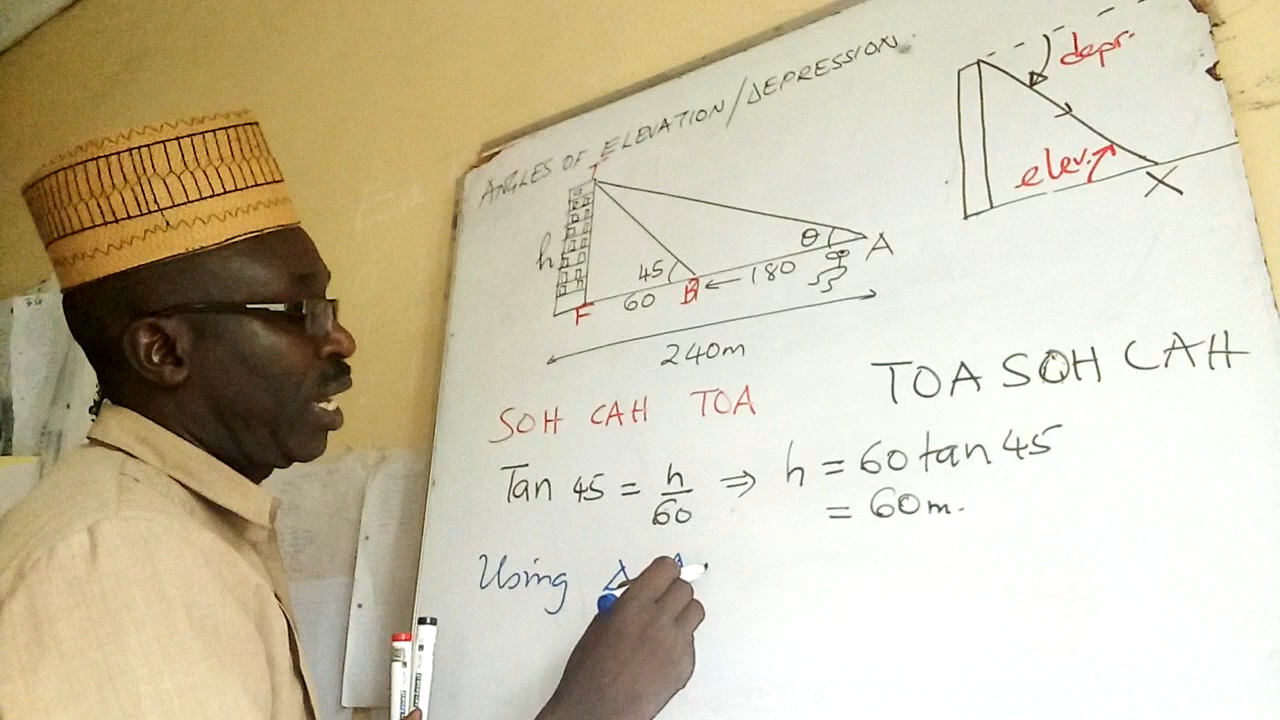 ANGLES OF ELEVATION/DEPRESSION.
depr.
elev.
X
T
h
45
θ
A
60
B
← 180
F
240m
SOH CAH TOA
TOA SOH CAH
Tan 45 = h/60 ⇒ h = 60 tan 45
= 60m.
Using Δ